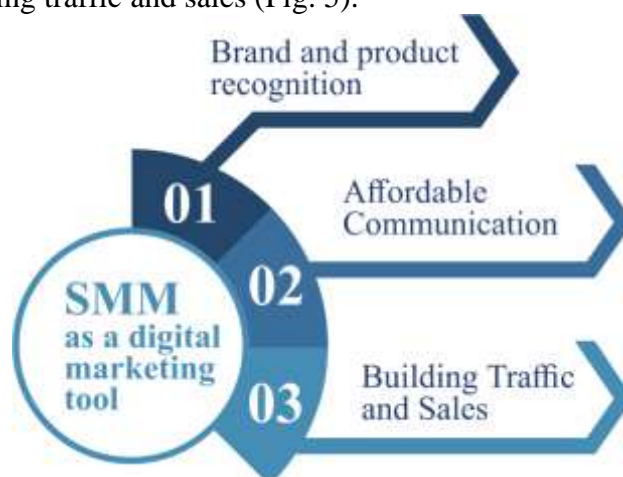 ing traffic and sales (Fig. 3).
Brand and product
recognition
01
Affordable
Communication
02
SMM
as a digital
marketing
tool
Building Traffic
and Sales
03